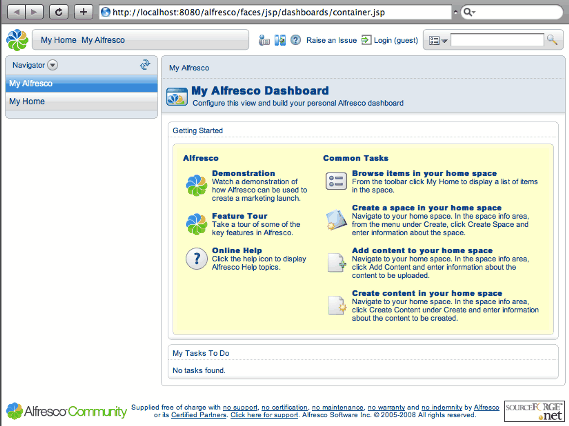 http://localhost:8080/alfresco/faces/jsp/dashboards/container.jsp
My Home My Alfresco
Raise an Issue
Login (guest)
Navigator
My Alfresco
My Home
My Alfresco
My Alfresco Dashboard
Configure this view and build your personal Alfresco dashboard
Getting Started
Alfresco
Demonstration
Watch a demonstration of
how Alfresco can be used to
create a marketing launch.
Feature Tour
Take a tour of some of the
key features in Alfresco.
Online Help
Click the help icon to display
Alfresco Help topics.
Common Tasks
Browse items in your home space
From the toolbar click My Home to display a list of items
in the space.
Create a space in your home space
Navigate to your home space. In the space info area,
from the menu under Create, click Create Space and
enter information about the space.
Add content to your home space
Navigate to your home space. In the space info area,
click Add Content and enter information about the content
to be uploaded.
Create content in your home space
Navigate to your home space. In the space info area,
click Create Content under Create and enter information
about the content to be created.
My Tasks To Do
No tasks found.
Alfresco Community
Supplied free of charge with no support, no certification, no maintenance, no warranty and no indemnity by Alfresco
or its Certified Partners. Click here for support. Alfresco Software Inc. © 2005-2008 All rights reserved.
SOURCEFORGE
.net